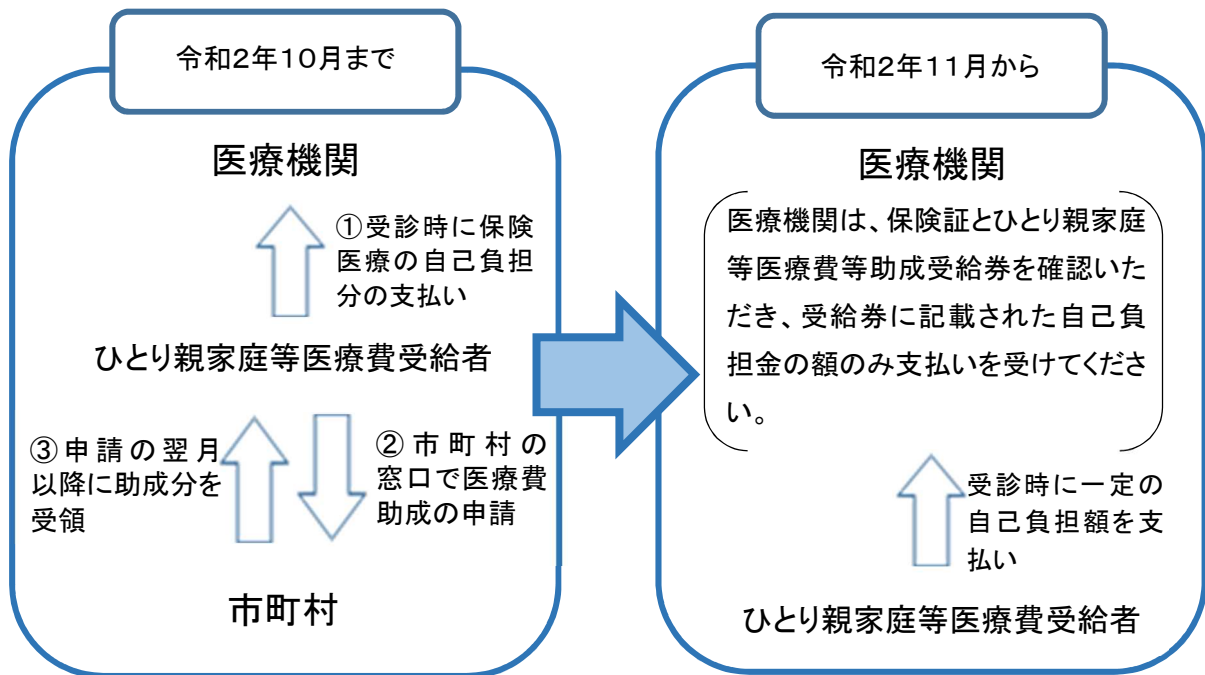 令和2年10月まで
医療機関
①受診時に保険
医療の自己負担
分の支払い
ひとり親家庭等医療費受給者
③申請の翌月
以降に助成分を
受領
②市町村の
窓口で医療費
助成の申請
市町村
令和2年11月から
医療機関
医療機関は、保険証とひとり親家庭
等医療費等助成受給券を確認いた
だき、受給券に記載された自己負
担金の額のみ支払いを受けてくださ
い。
受診時に一定の
自己負担額を支
払い
ひとり親家庭等医療費受給者